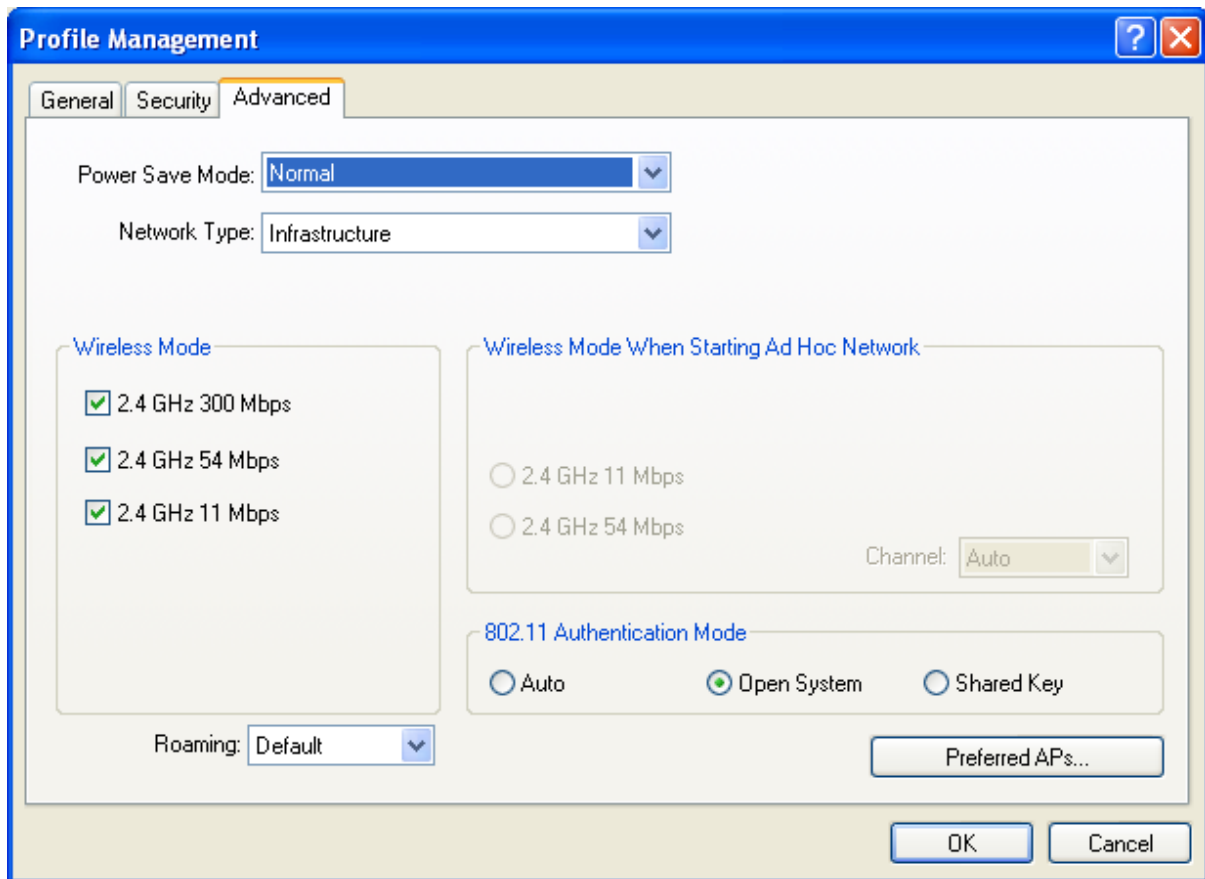 Profile Management
General Security Advanced
Power Save Mode: Normal
Network Type: Infrastructure
Wireless Mode
2.4 GHz 300 Mbps
2.4 GHz 54 Mbps
2.4 GHz 11 Mbps
Wireless Mode When Starting Ad Hoc Network
2.4 GHz 11 Mbps
2.4 GHz 54 Mbps
Channel: Auto
802.11 Authentication Mode
Auto Open System Shared Key
Roaming: Default
Preferred APs...
OK Cancel